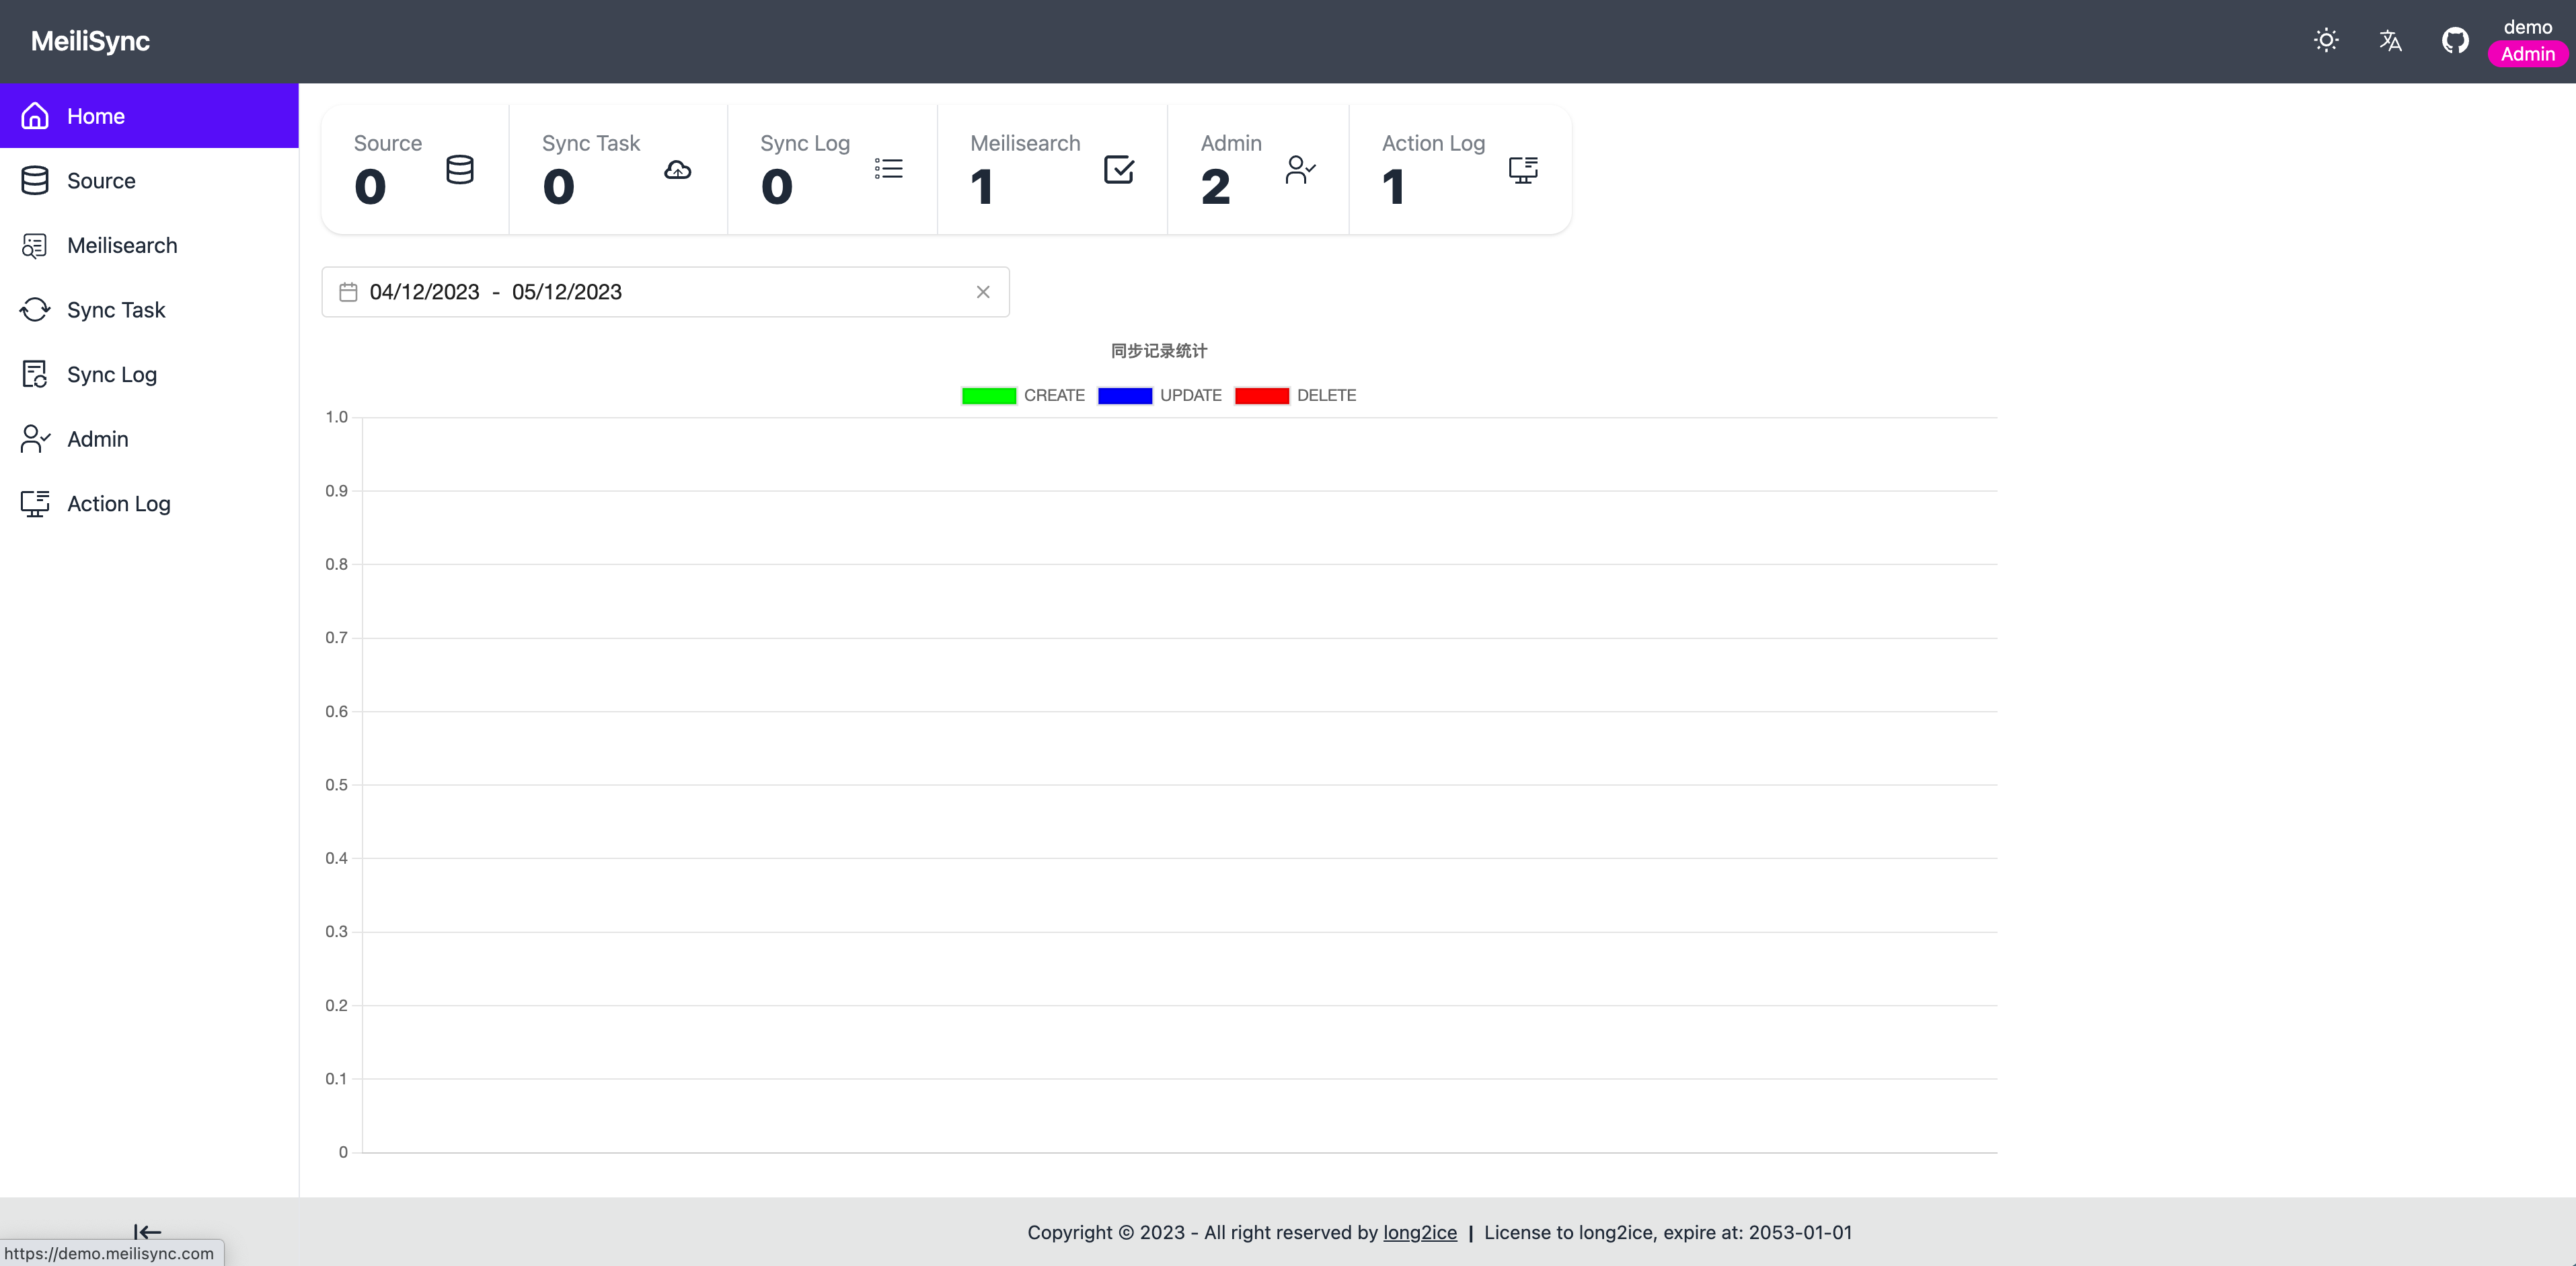 MeiliSync
demo
Admin
Home
Source
Meilisearch
Sync Task
Sync Log
Admin
Action Log
Source
0
Sync Task
0
Sync Log
0
Meilisearch
1
Admin
2
Action Log
1
04/12/2023 - 05/12/2023
同步记录统计
CREATE UPDATE DELETE
1.0
0.9
0.8
0.7
0.6
0.5
0.4
0.3
0.2
0.1
0
Copyright © 2023 - All right reserved by long2ice | License to long2ice, expire at: 2053-01-01
https://demo.meilisync.com